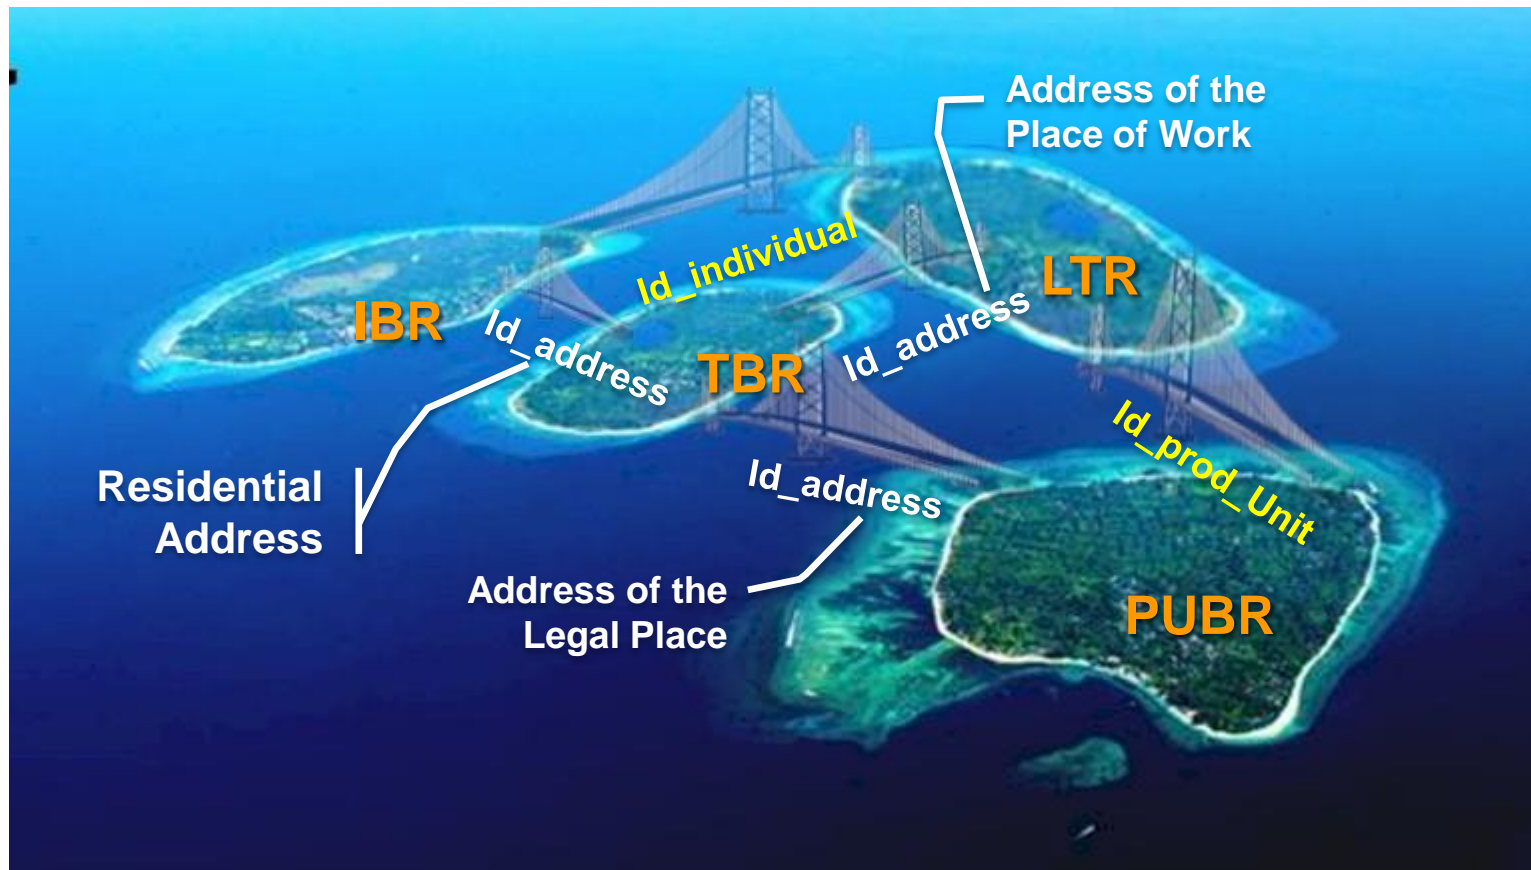 Address of the
Place of Work
Id_individual
LTR
IBR
Id_address
TBR
Id_address
Id_prod_Unit
Residential
Address
Id_address
Address of the
Legal Place
PUBR